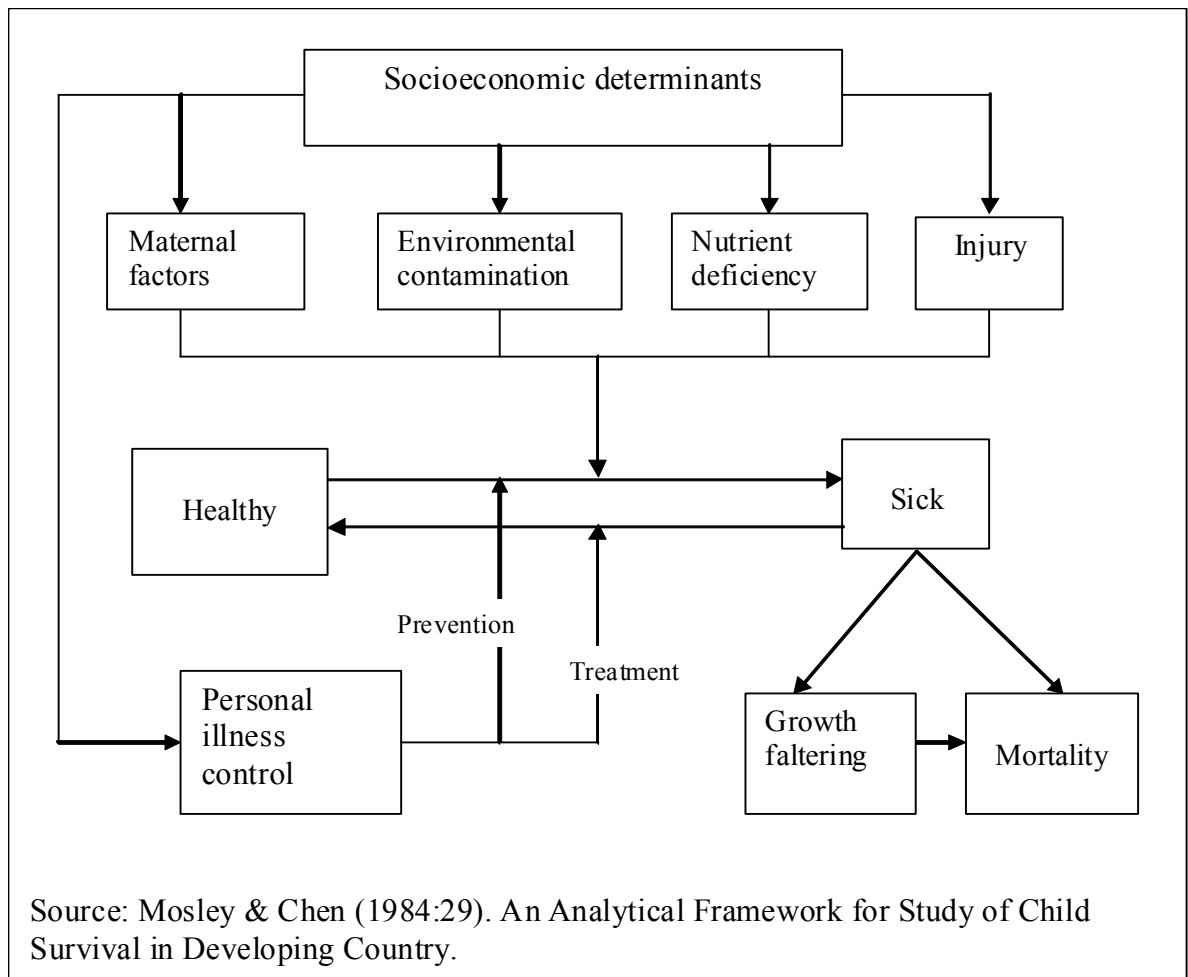 Socioeconomic determinants
Maternal
factors
Environmental
contamination
Nutrient
deficiency
Injury
Healthy
Sick
Prevention
Treatment
Personal
illness
control
Growth
faltering
Mortality
Source: Mosley & Chen (1984:29). An Analytical Framework for Study of Child
Survival in Developing Country.